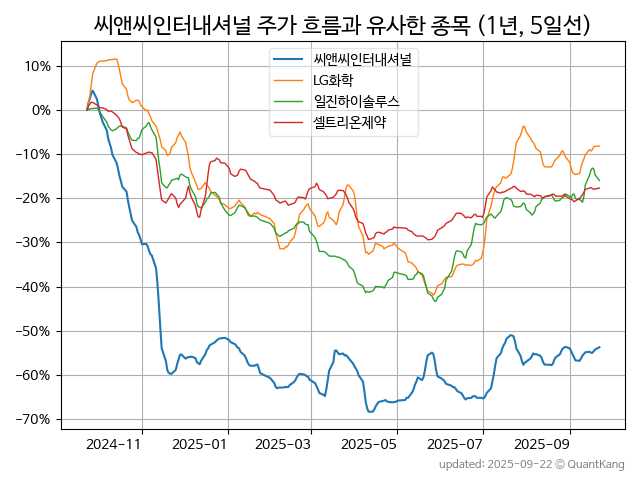 씨앤씨인터내셔널 주가 흐름과 유사한 종목 (1년, 5일선)
씨앤씨인터내셔널
LG화학
일진하이솔루스
셀트리온제약
10%
0%
−10%
−20%
−30%
−40%
−50%
−60%
−70%
2024-11
2025-01
2025-03
2025-05
2025-07
2025-09
updated: 2025-09-22 © QuantKang